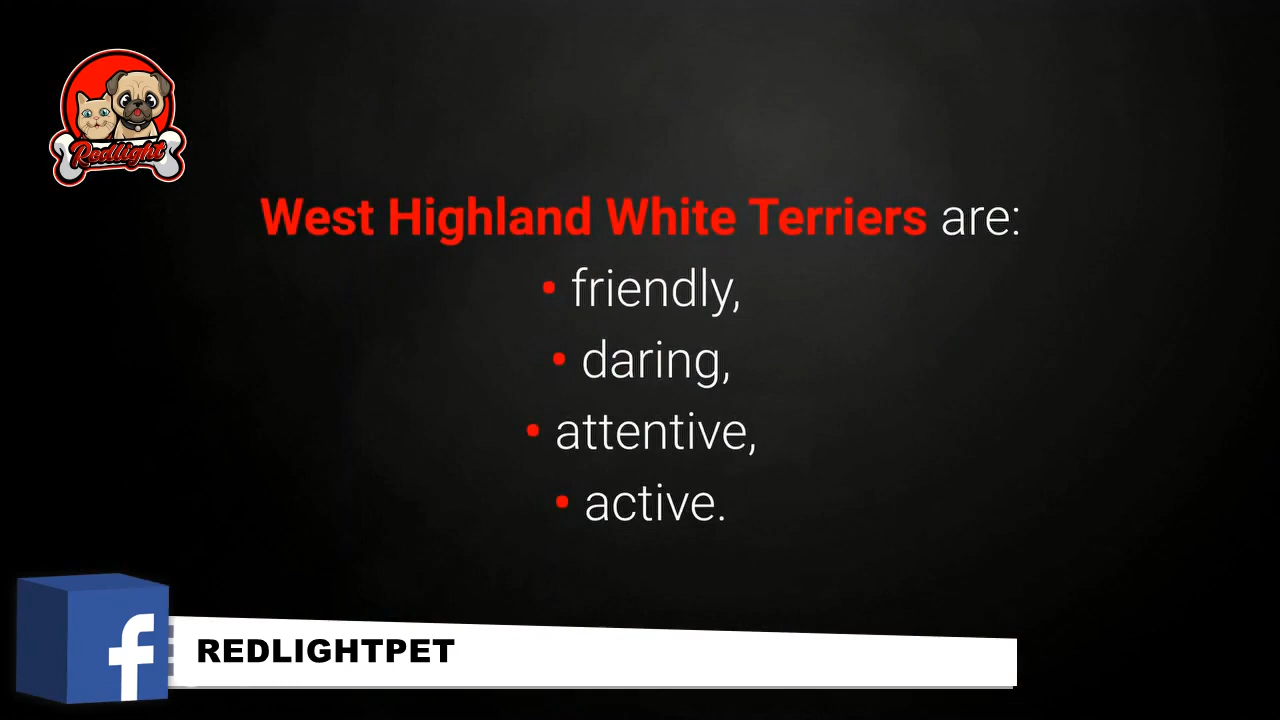 Redlight
West Highland White Terriers are:
• friendly,
• daring,
• attentive,
• active.
f
REDLIGHTPET